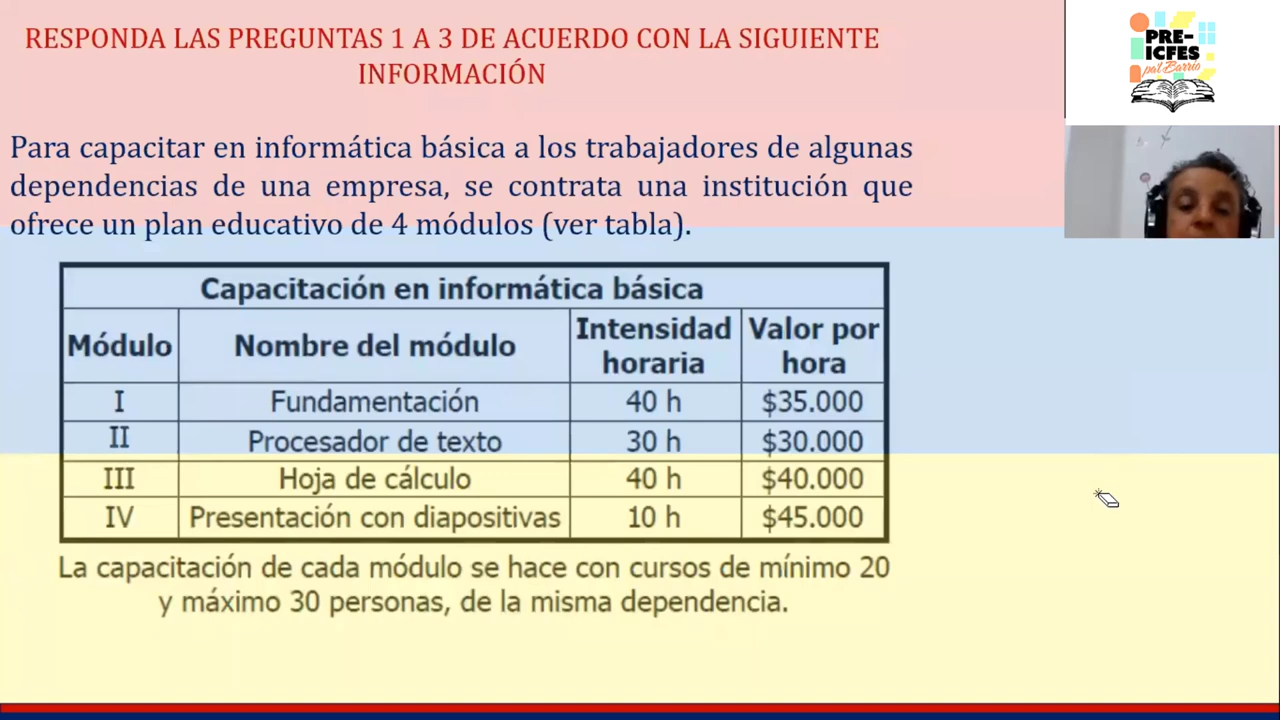 RESPONDA LAS PREGUNTAS 1 A 3 DE ACUERDO CON LA SIGUIENTE
INFORMACIÓN
PRE-
ICFES
pal Barrio
Para capacitar en informática básica a los trabajadores de algunas
dependencias de una empresa, se contrata una institución que
ofrece un plan educativo de 4 módulos (ver tabla).
Capacitación en informática básica
Módulo Nombre del módulo Intensidad horaria Valor por hora
I Fundamentación 40 h $35.000
II Procesador de texto 30 h $30.000
III Hoja de cálculo 40 h $40.000
IV Presentación con diapositivas 10 h $45.000
La capacitación de cada módulo se hace con cursos de mínimo 20
y máximo 30 personas, de la misma dependencia.